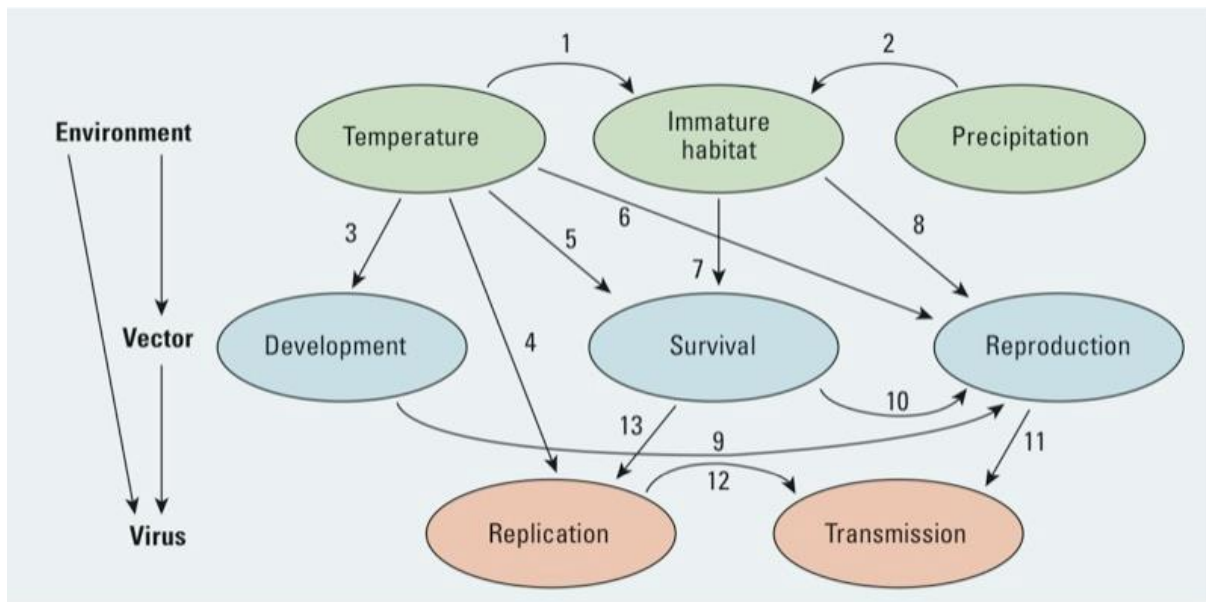 1
2
Environment
Temperature
Immature
habitat
Precipitation
3
5
6
7
8
Vector
Development
4
Survival
Reproduction
10
13
9
11
12
Virus
Replication
Transmission